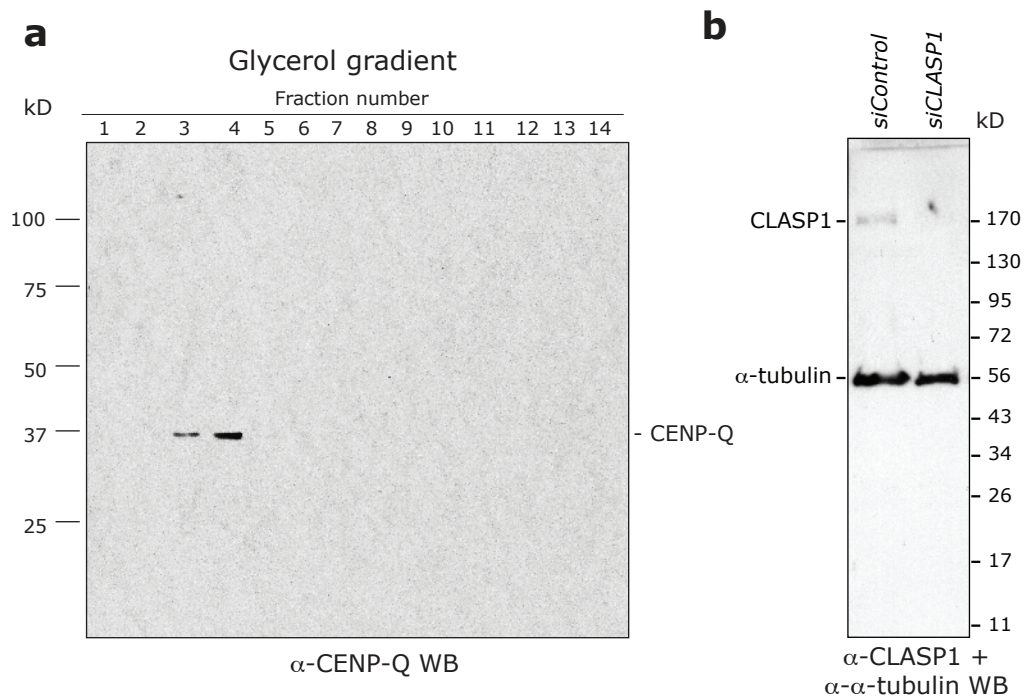 a
Glycerol gradient
Fraction number
kD
1 2 3 4 5 6 7 8 9 10 11 12 13 14
100
75
50
37
25
- CENP-Q
α-CENP-Q WB
b
siControl
siCLASP1
kD
CLASP1 -
α-tubulin -
- 170
- 130
- 95
- 72
- 56
- 43
- 34
- 26
- 17
- 11
α-CLASP1 +
α-α-tubulin WB